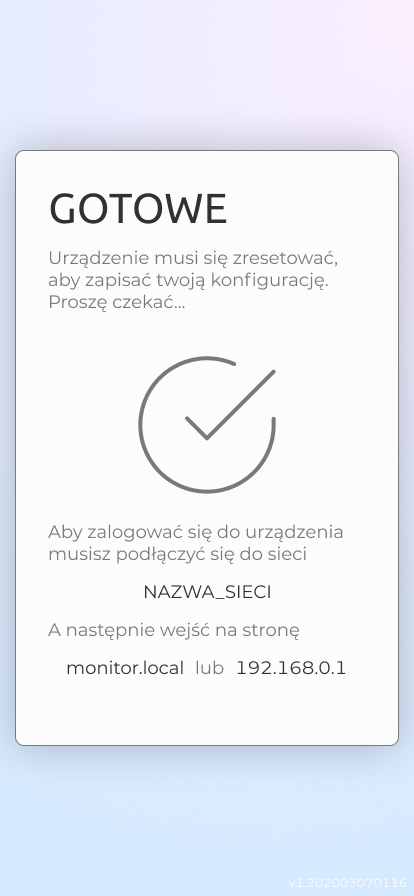 GOTOWE
Urządzenie musi się zresetować,
aby zapisać twoją konfigurację.
Proszę czekać...
Aby zalogować się do urządzenia
musisz podłączyć się do sieci
NAZWA_SIECI
A następnie wejść na stronę
monitor.local lub 192.168.0.1
v1.202003070116